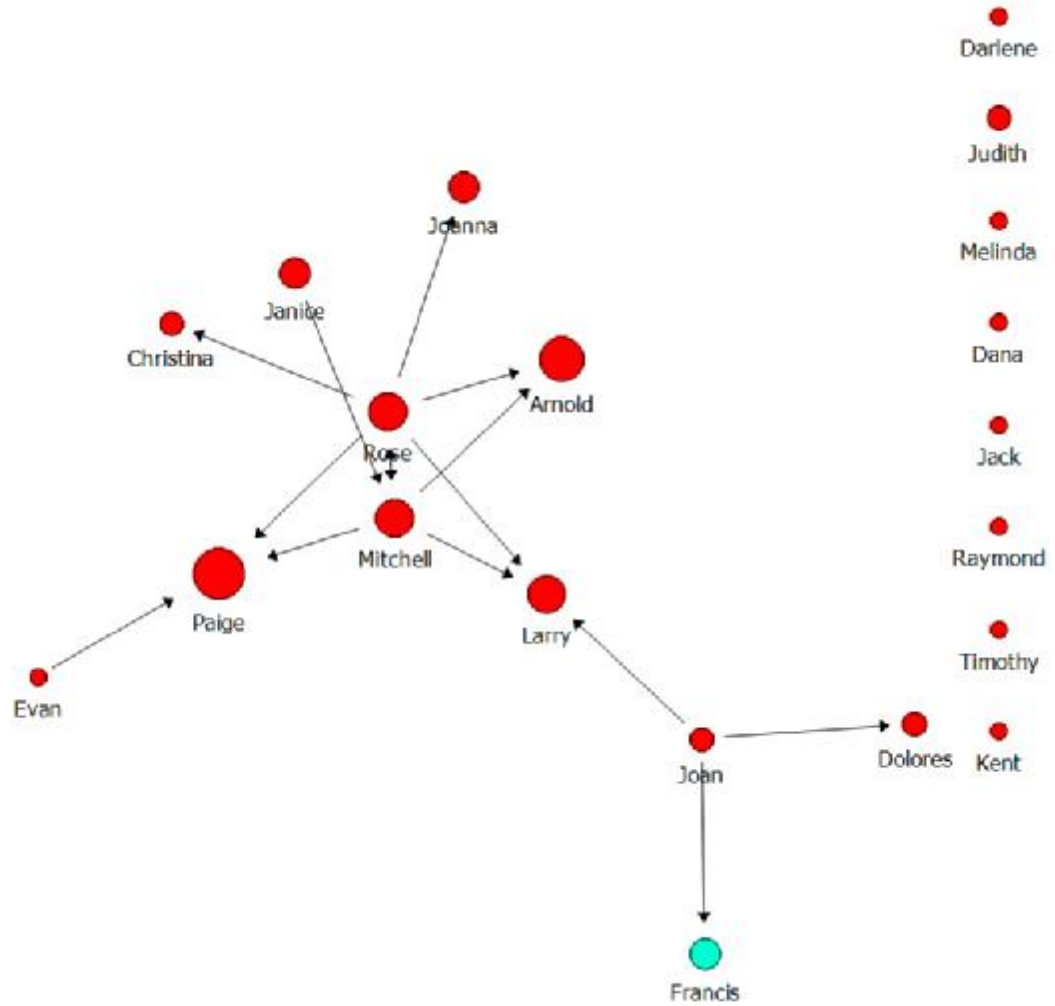 Darlene
Judith
Joanna
Melinda
Janice
Christina
Dana
Arnold
Rose
Jack
Mitchell
Raymond
Paige
Larry
Timothy
Evan
Joan
Dolores
Kent
Francis